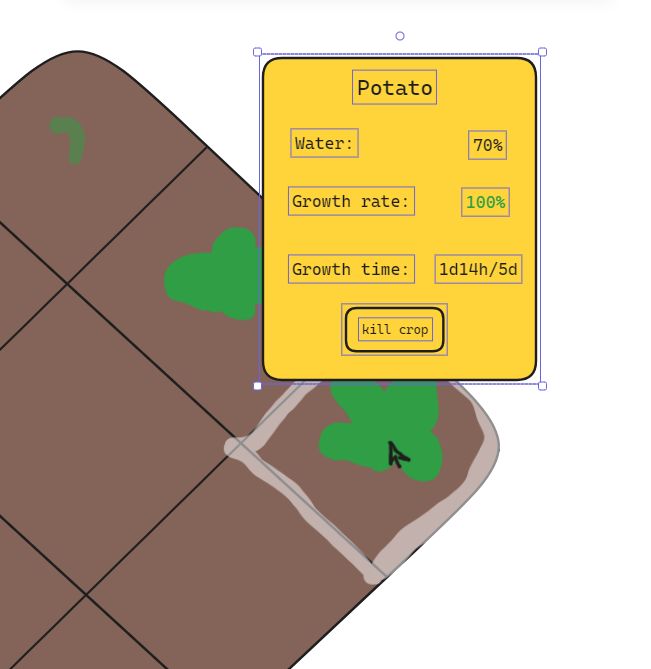 Potato
Water: 70%
Growth rate: 100%
Growth time: 1d14h/5d
kill crop